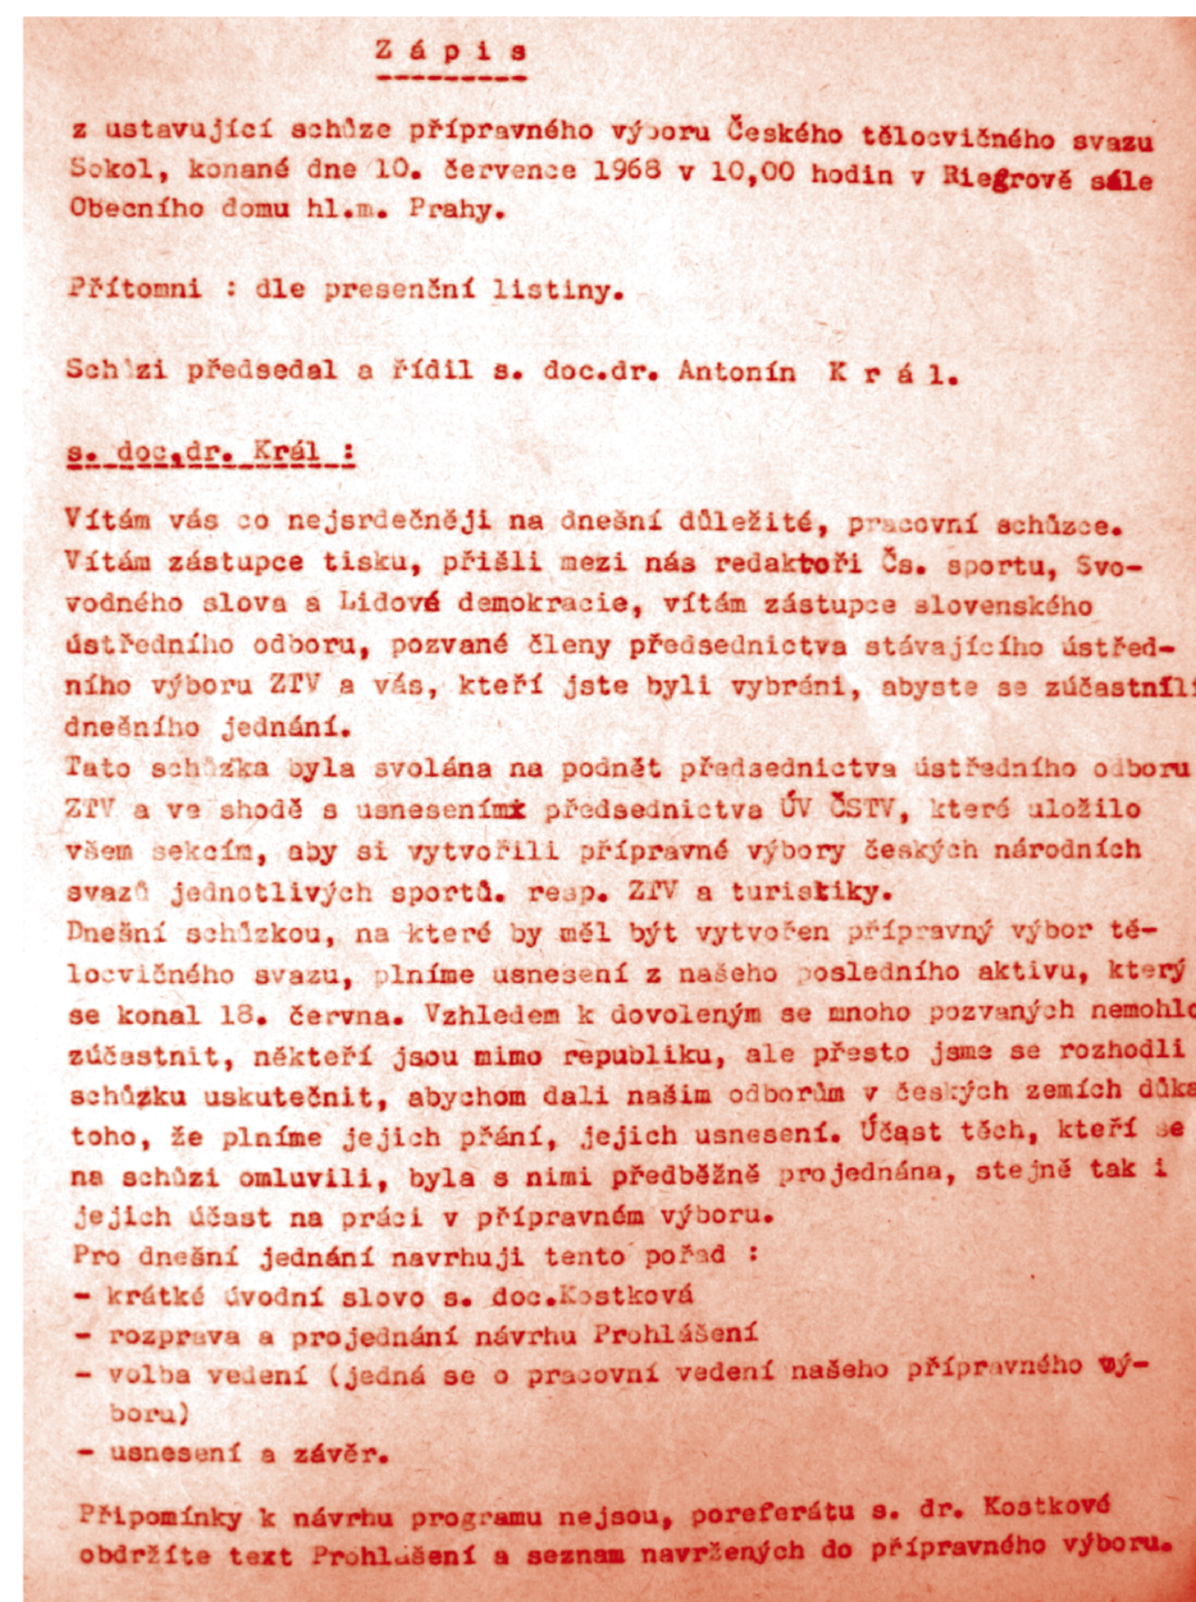 Z á p i s
z ustavující schůze přípravného výboru Českého tělocvičného svazu
Sokol, konané dne 10. července 1968 v 10,00 hodin v Riegrově sále
Obecního domu hl.m. Prahy.
Přítomni : dle presenční listiny.
Schůzi předsedal a řídil s. doc.dr. Antonín K r á l.
s. doc.dr. Král :
Vítám vás co nejsrdečněji na dnešní důležité, pracovní schůzce.
Vítám zástupce tisku, přišli mezi nás redaktoři Čs. sportu, Svo-
vodného slova a Lidové demokracie, vítám zástupce slovenského
ústředního odboru, pozvané členy předsednictva stávajícího ústřed-
ního výboru ZTV a vás, kteří jste byli vybráni, abyste se zúčastnili
dnešního jednání.
Tato schůzka byla svolána na podnět předsednictva ústředního odboru
ZTV a ve shodě s usnesením předsednictva ÚV ČSTV, které uložilo
všem sekcím, aby si vytvořili přípravné výbory českých národních
svazů jednotlivých sportů. resp. ZTV a turistiky.
Dnešní schůzkou, na které by měl být vytvořen přípravný výbor tě-
locvičného svazu, plníme usnesení z našeho posledního aktivu, který
se konal 18. června. Vzhledem k dovoleným se mnoho pozvaných nemohlo
zúčastnit, někteří jsou mimo republiku, ale přesto jsme se rozhodli
schůzku uskutečnit, abychom dali našim odborům v českých zemích důka
toho, že plníme jejich přání, jejich usnesení. Účast těch, kteří se
na schůzi omluvili, byla s nimi předběžně projednána, stejně tak i
jejich účast na práci v přípravném výboru.
Pro dnešní jednání navrhuji tento pořad :
- krátké úvodní slovo s. doc.Kostková
- rozprava a projednání návrhu Prohlášení
- volba vedení (jedná se o pracovní vedení našeho přípravného vý-
boru)
- usnesení a závěr.
Připomínky k návrhu programu nejsou, poreferátu s. dr. Kostkové
obdržíte text Prohlášení a seznam navržených do přípravného výboru.